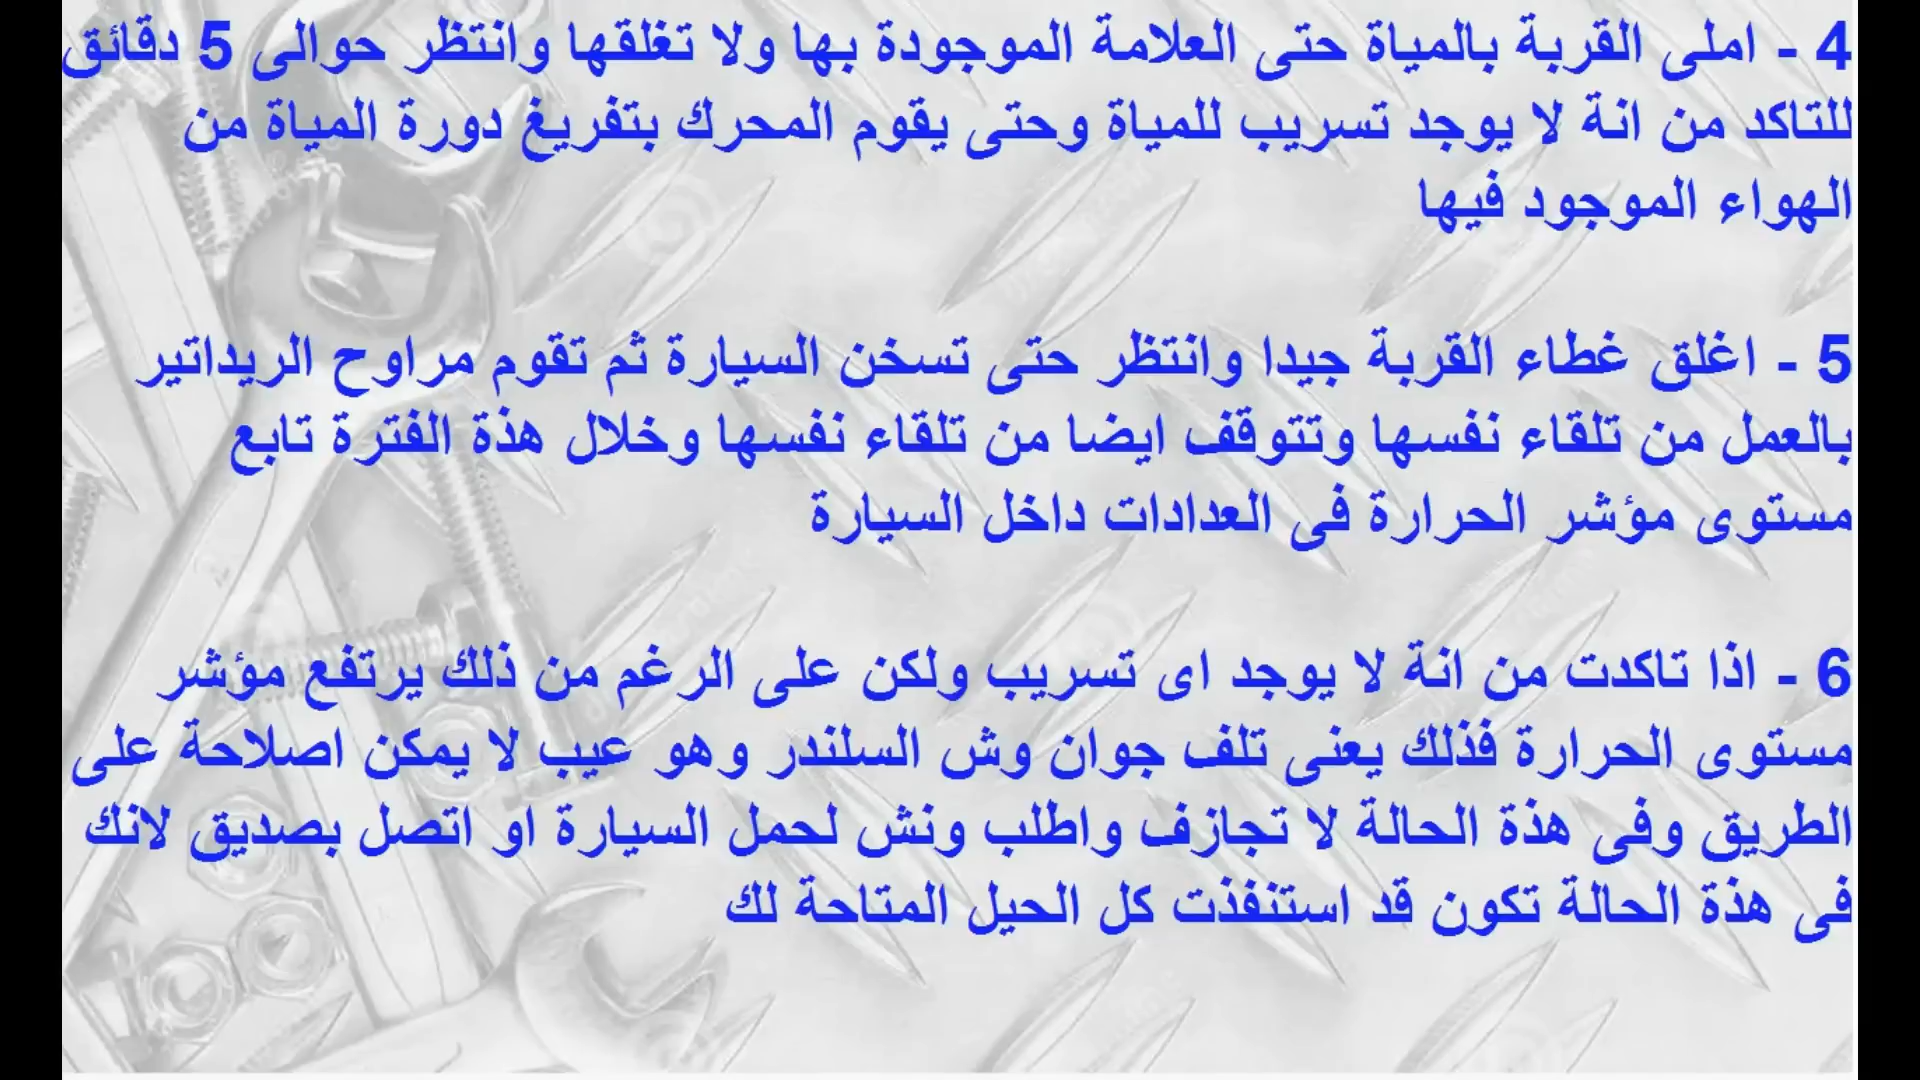 4 - املى القربة بالمياة حتى العلامة الموجودة بها ولا تغلقها وانتظر حوالى 5 دقائق
للتاكد من انة لا يوجد تسريب للمياة وحتى يقوم المحرك بتفريغ دورة المياة من
الهواء الموجود فيها
5 - اغلق غطاء القربة جيدا وانتظر حتى تسخن السيارة ثم تقوم مراوح الريداتير
بالعمل من تلقاء نفسها وتتوقف ايضا من تلقاء نفسها وخلال هذة الفترة تابع
مستوى مؤشر الحرارة فى العدادات داخل السيارة
6 - اذا تاكدت من انة لا يوجد اى تسريب ولكن على الرغم من ذلك يرتفع مؤشر
مستوى الحرارة فذلك يعنى تلف جوان وش السلندر وهو عيب لا يمكن اصلاحة على
الطريق وفى هذة الحالة لا تجازف واطلب ونش لحمل السيارة او اتصل بصديق لانك
فى هذة الحالة تكون قد استنفذت كل الحيل المتاحة لك